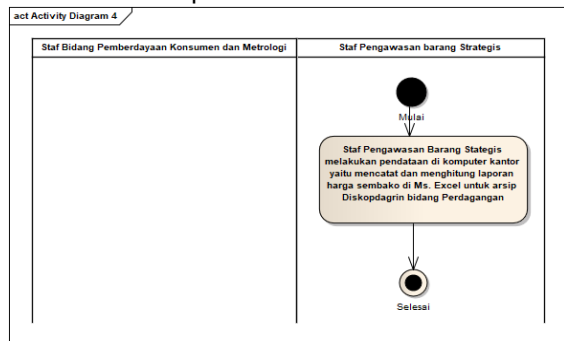 act Activity Diagram 4
Staf Bidang Pemberdayaan Konsumen dan Metrologi
Staf Pengawasan barang Strategis
Mulai
Staf Pengawasan Barang Stategis
melakukan pendataan di komputer kantor
yaitu mencatat dan menghitung laporan
harga sembako di Ms. Excel untuk arsip
Diskopdagrin bidang Perdagangan
Selesai